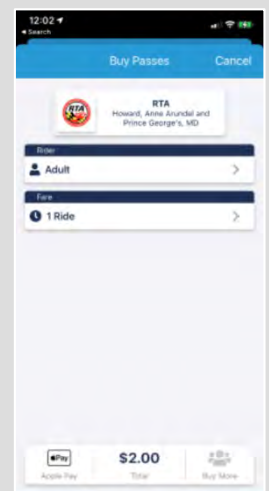 12:02
Search
Buy Passes
Cancel
RTA
RTA
Howard, Anne Arundel and
Prince George's, MD
Rider
Adult
Fare
1 Ride
Pay
$2.00
Apple Pay
Total
Buy More